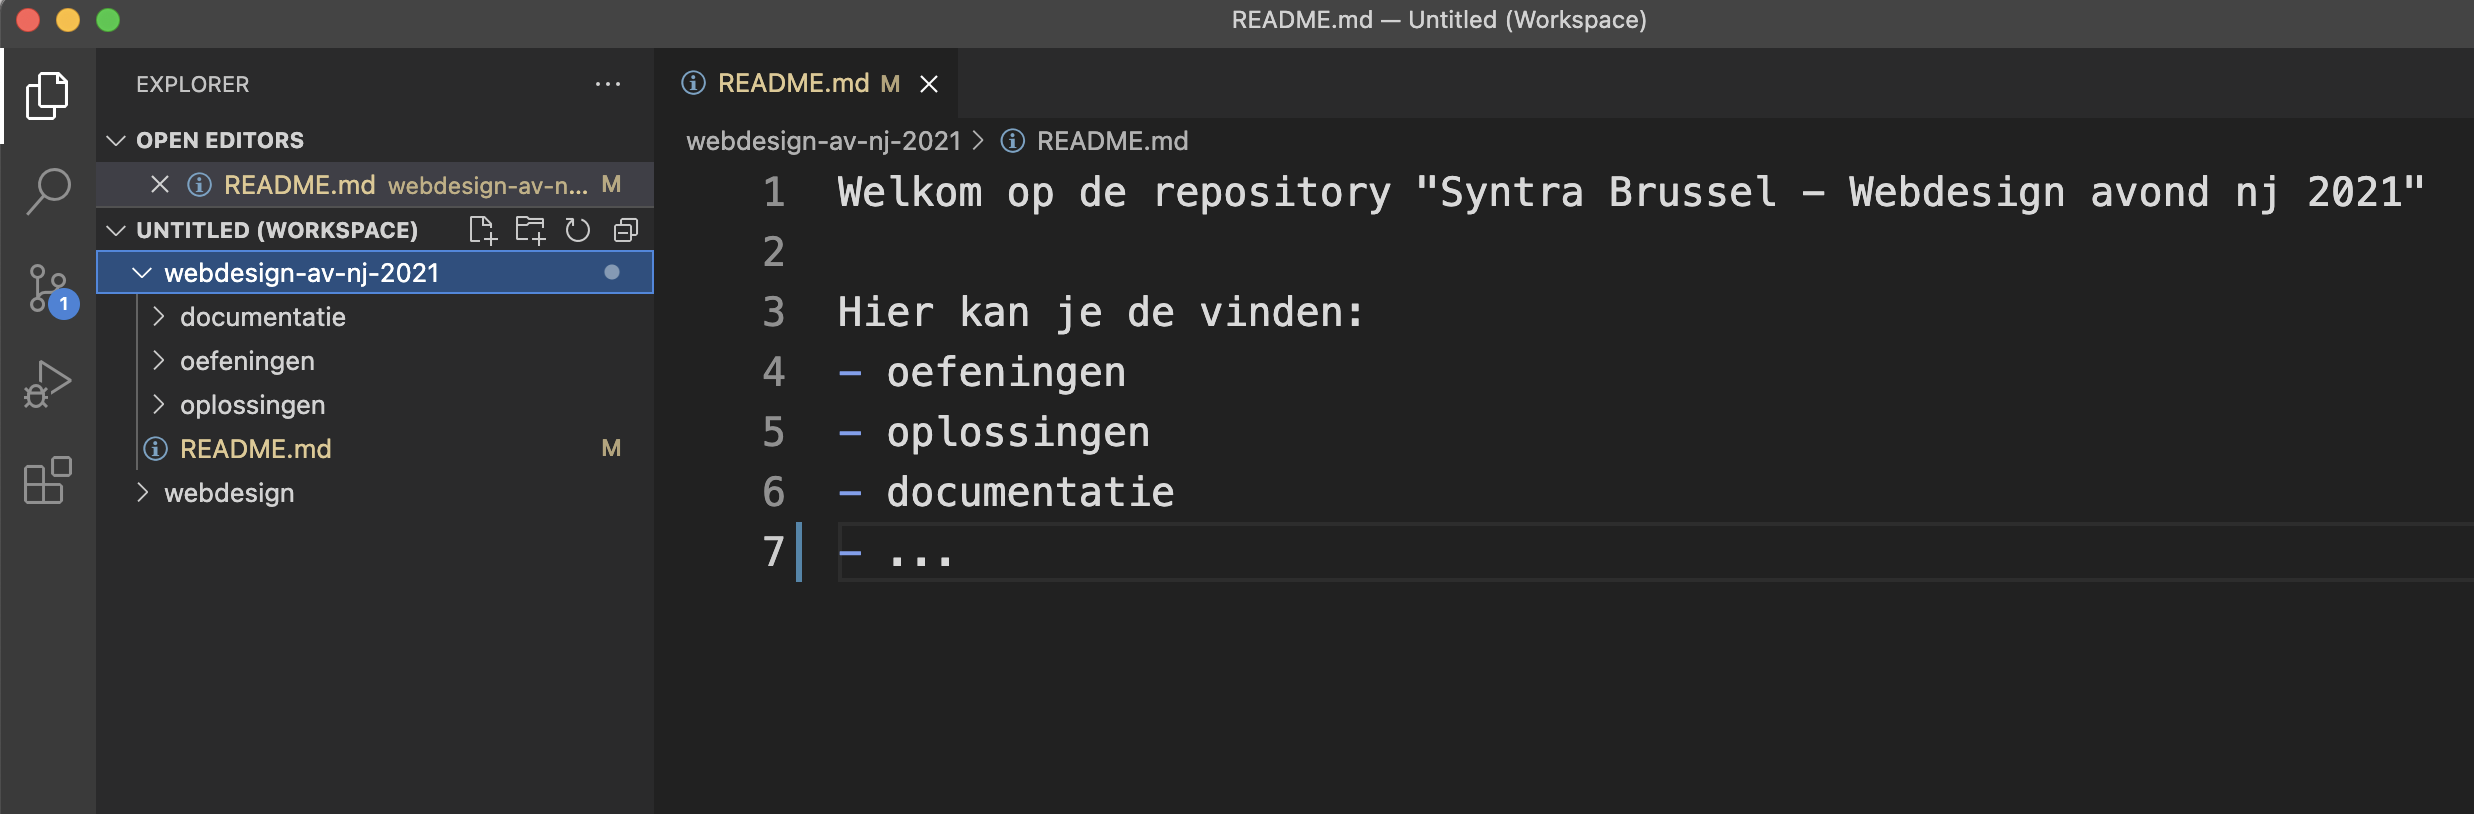 README.md — Untitled (Workspace)
EXPLORER
OPEN EDITORS
README.md webdesign-av-n... M
UNTITLED (WORKSPACE)
webdesign-av-nj-2021
documentatie
oefeningen
oplossingen
README.md M
webdesign
1
README.md M
webdesign-av-nj-2021 > README.md
1 Welkom op de repository "Syntra Brussel - Webdesign avond nj 2021"
2
3 Hier kan je de vinden:
4 - oefeningen
5 - oplossingen
6 - documentatie
7 - ...